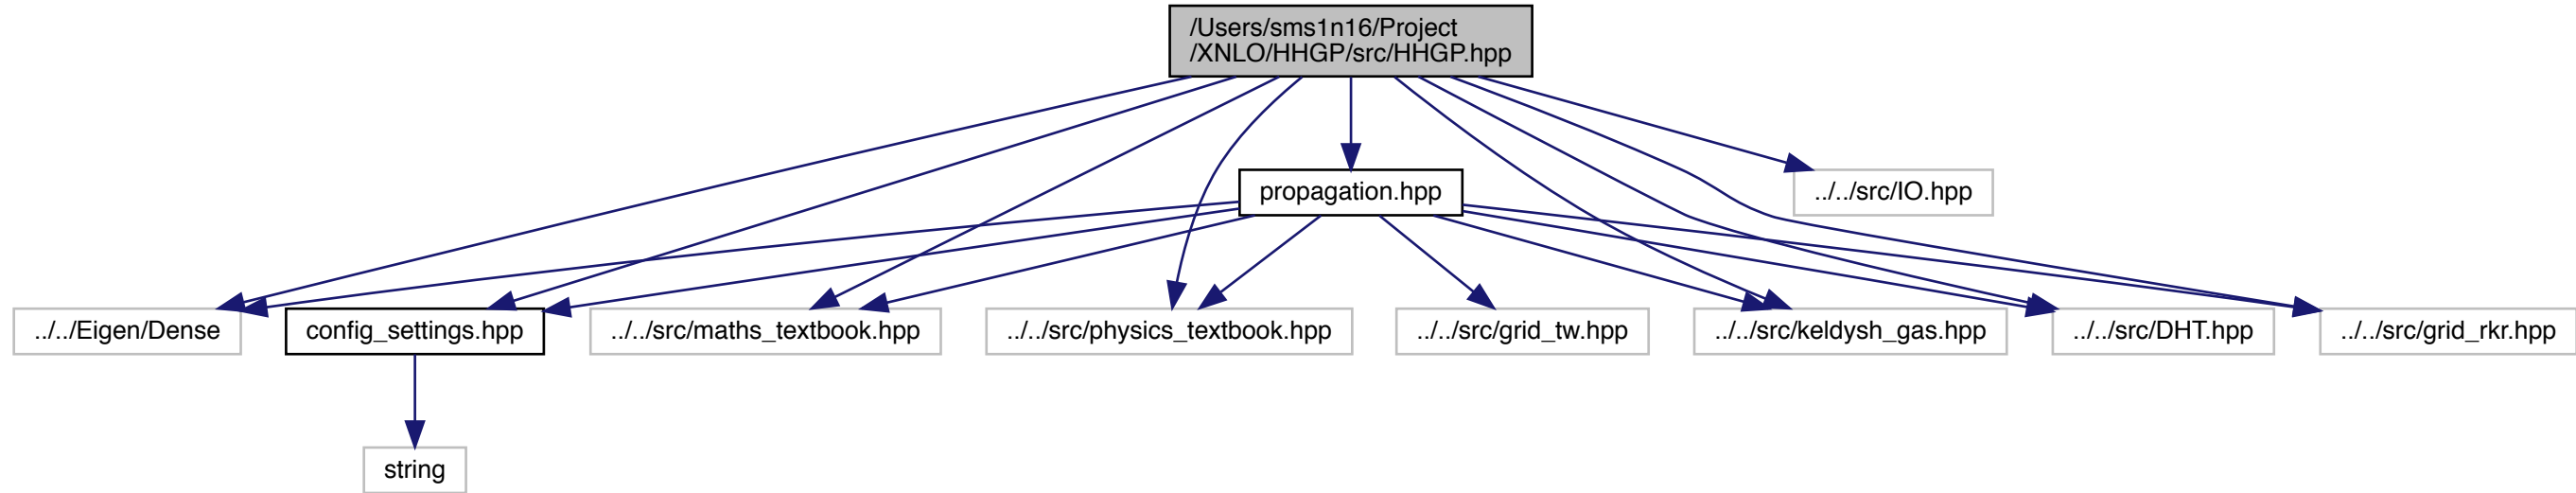 /Users/sms1n16/Project
/XNLO/HHGP/src/HHGP.hpp
propagation.hpp
../../src/IO.hpp
../../Eigen/Dense
config_settings.hpp
../../src/maths_textbook.hpp
../../src/physics_textbook.hpp
../../src/grid_tw.hpp
../../src/keldysh_gas.hpp
../../src/DHT.hpp
../../src/grid_rkr.hpp
string